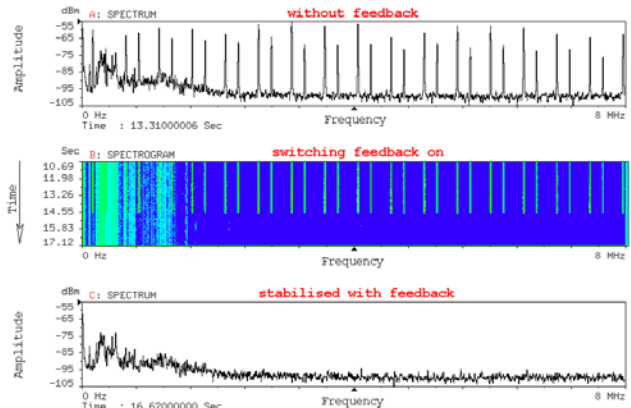 dBm A: SPECTRUM without feedback
-55
-65
-75
-85
-95
-105
Amplitude
0 Hz Frequency 8 MHz
Time : 13.31000006 Sec
Sec B: SPECTROGRAM switching feedback on
10.69
11.98
13.26
14.55
15.83
17.12
Time
0 Hz Frequency 8 MHz
dBm C: SPECTRUM stabilised with feedback
-55
-65
-75
-85
-95
-105
Amplitude
0 Hz Frequency 8 MHz
Time : 16.62000000 Sec